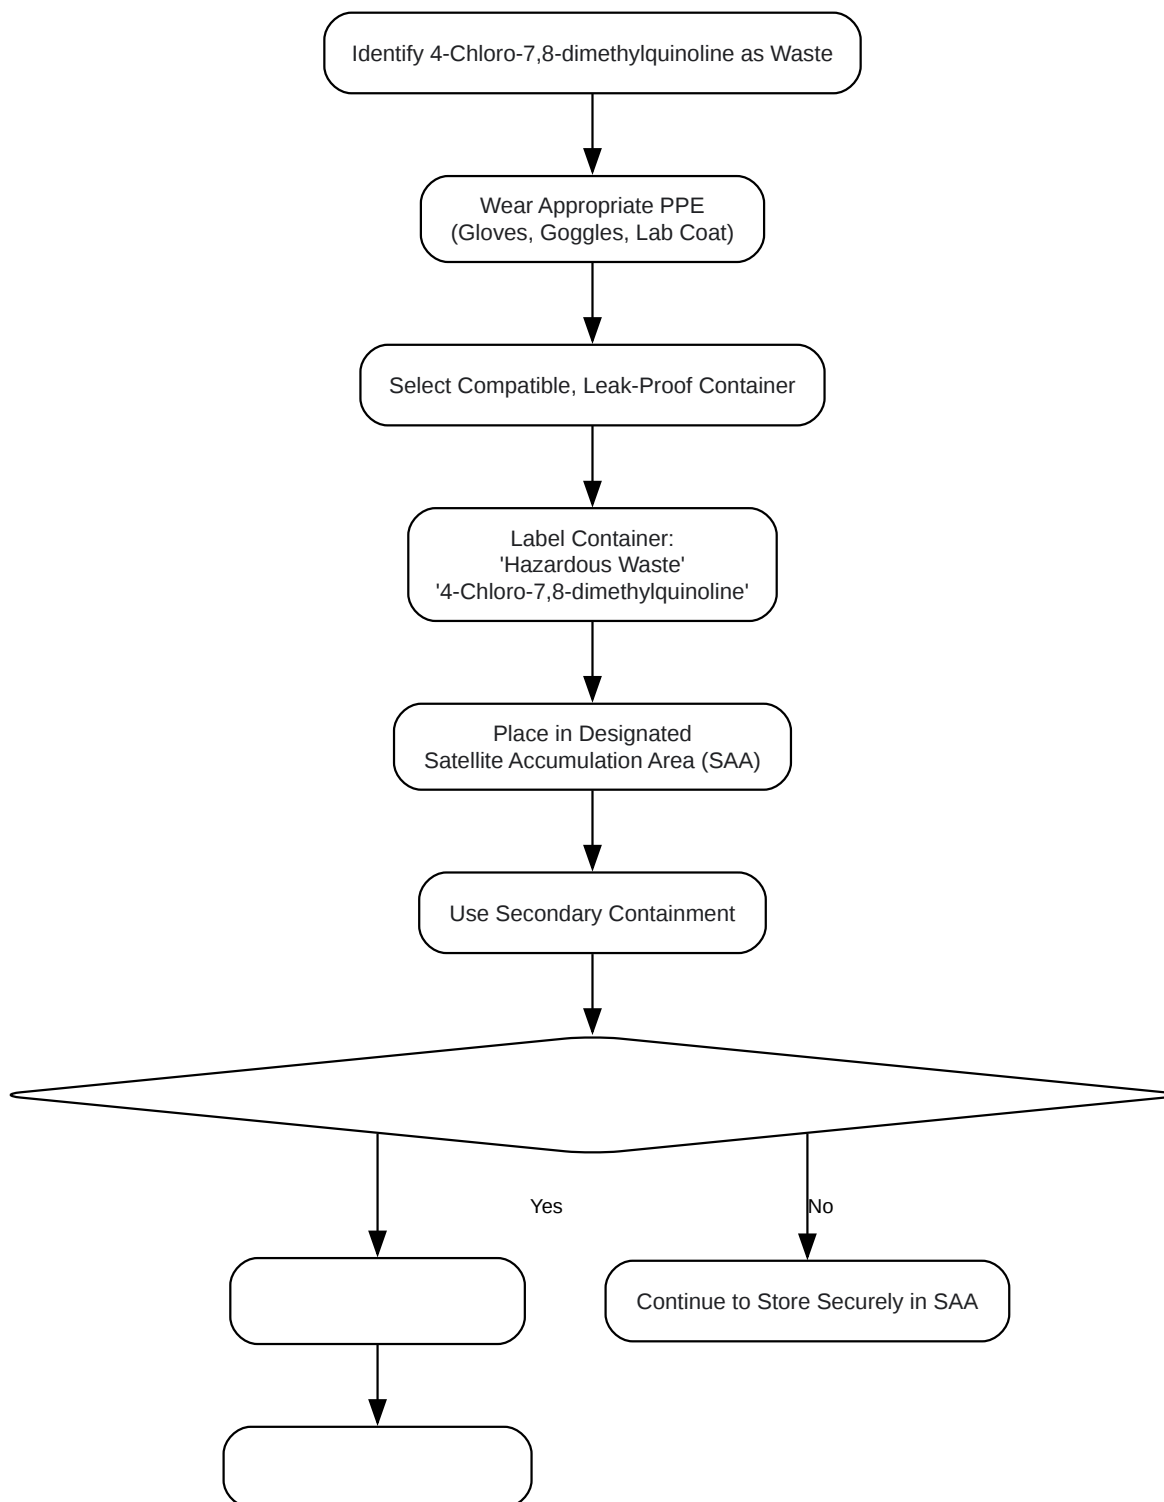 Identify 4-Chloro-7,8-dimethylquinoline as Waste
Wear Appropriate PPE
(Gloves, Goggles, Lab Coat)
Select Compatible, Leak-Proof Container
Label Container:
'Hazardous Waste'
'4-Chloro-7,8-dimethylquinoline'
Place in Designated
Satellite Accumulation Area (SAA)
Use Secondary Containment
Yes
No
Continue to Store Securely in SAA